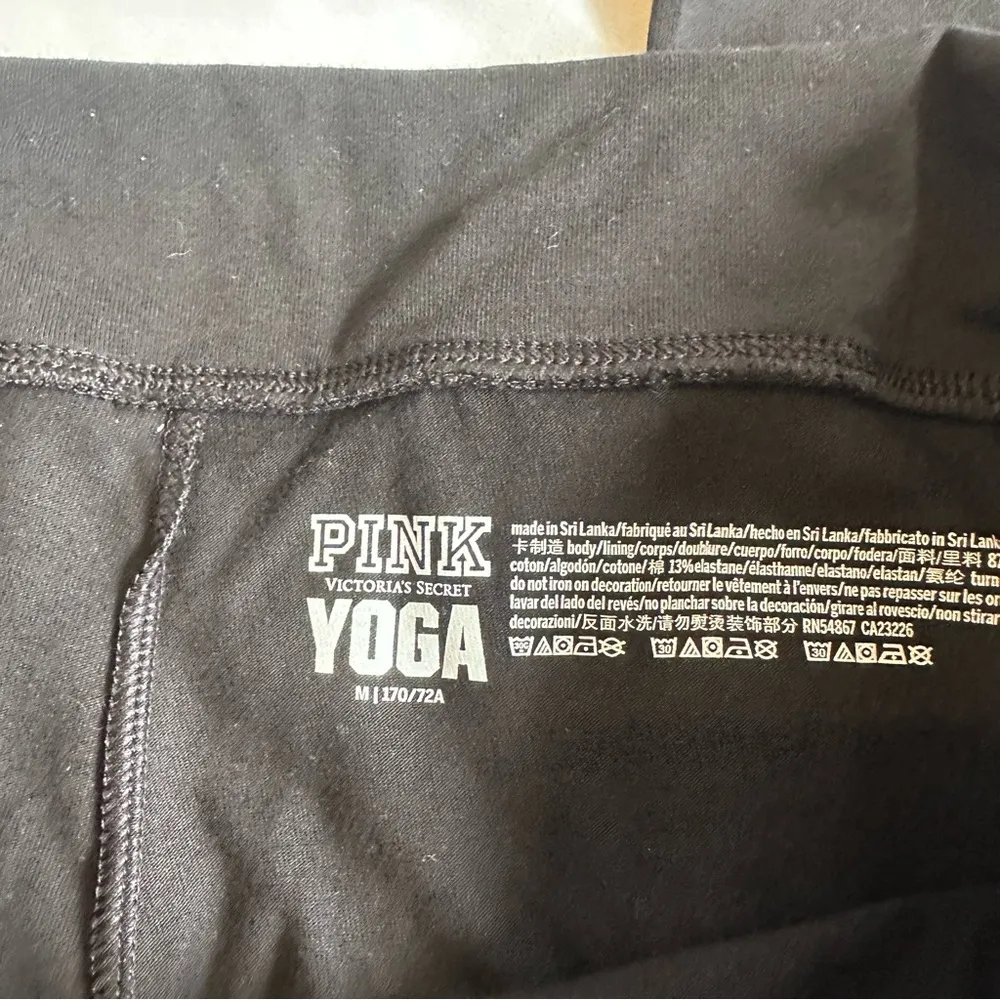 PINK
VICTORIA'S SECRET
YOGA
M | 170/72A
made in Sri Lanka/fabriqué au Sri Lanka/hecho en Sri Lanka/fabbricato in Sri
卡制造 body/lining/corps/doublure/cuerpo/forro/corpo/fodera/面料/里料
coton/algodón/cotone/棉 13%elastane/élasthanne/elastano/elastan/氨纶 turn
do not iron on decoration/retourner le vêtement à l'envers/ne pas repasser sur les
lavar del lado del revés/no planchar sobre la decoración/girare al rovescio/non
decorazioni/反面水洗/请勿熨烫装饰部分 RN54867 CA23226
30C 30 30